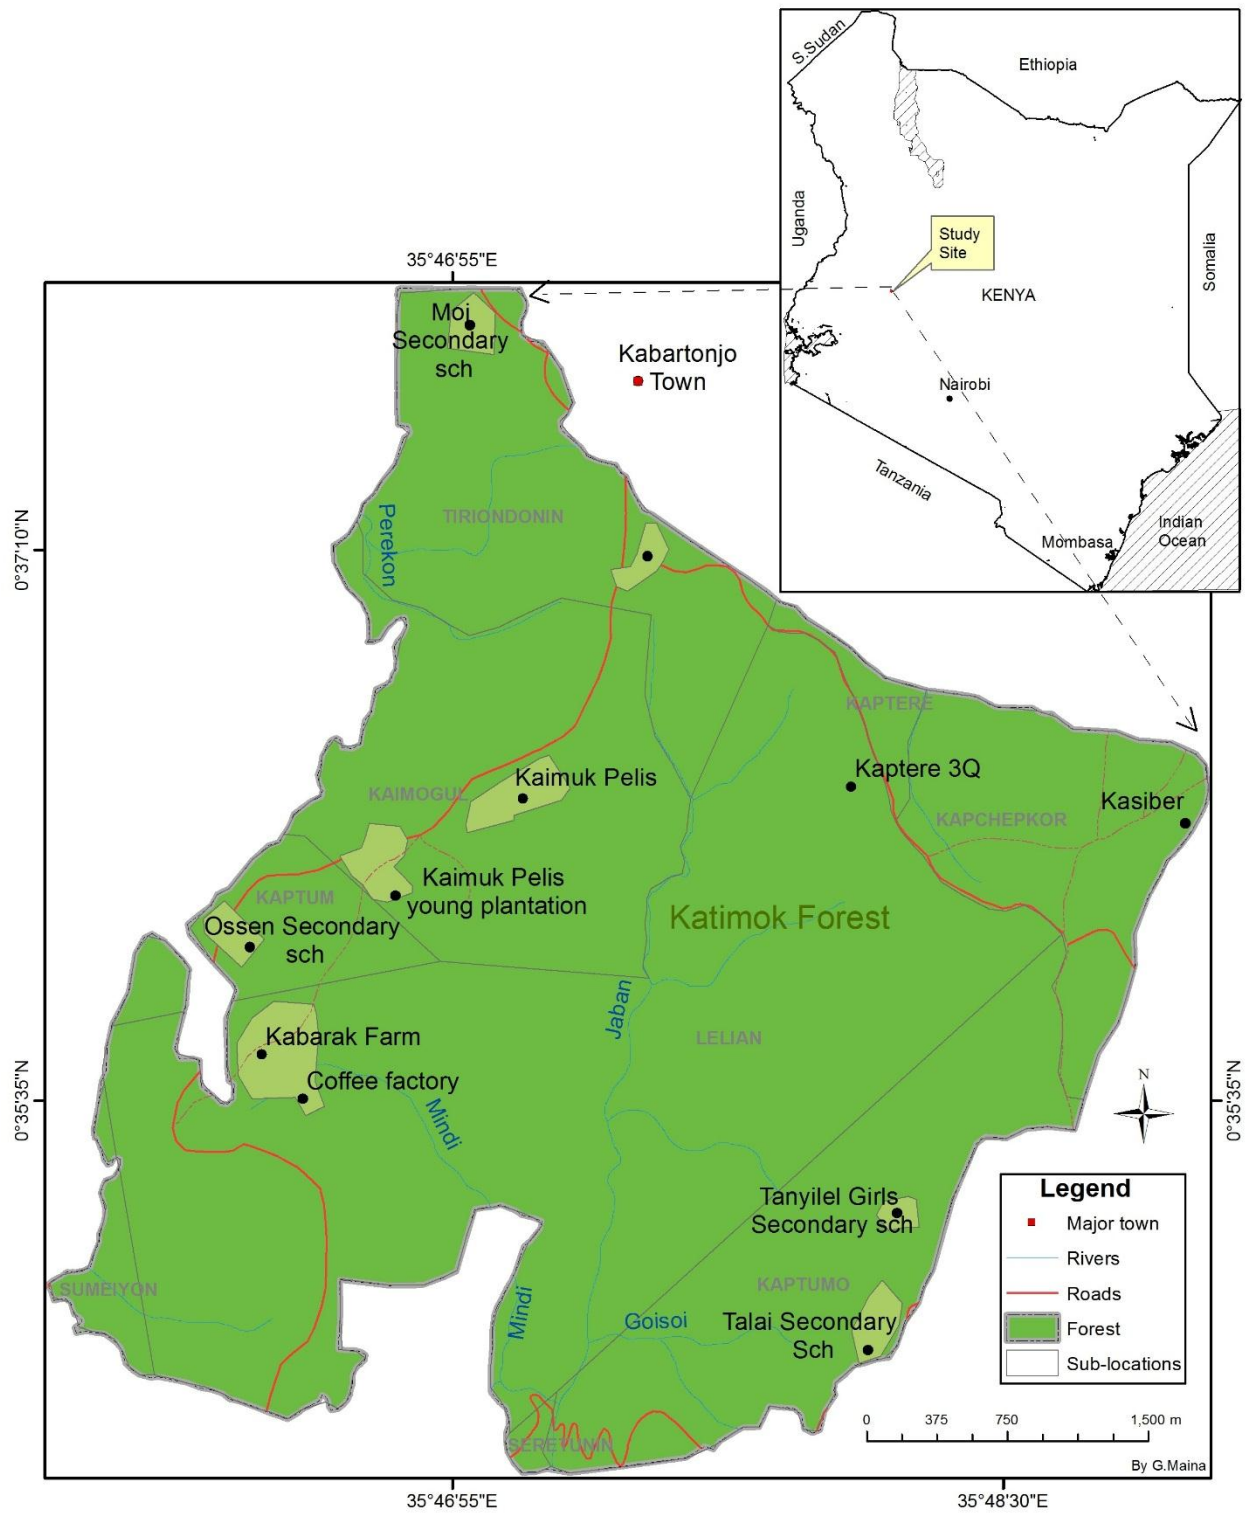 S.Sudan
Ethiopia
Uganda
Somalia
Study
Site
KENYA
Nairobi
Tanzania
Mombasa
Indian
Ocean
35°46'55"E
Moi
Secondary
sch
Kabartonjo
Town
TIRIONDONIN
Perekon
0°37'10"N
KAPTERE
Kaimuk Pelis
KAIMOGUL
Kaptere 3Q
Kasiber
KAPCHEPKOR
Kaimuk Pelis
young plantation
KAPTUM
Ossen Secondary
sch
Katimok Forest
Jaban
LELIAN
Kabarak Farm
Coffee factory
Mindi
0°35'35"N
0°35'35"N
N
Tanyilel Girls
Secondary sch
KAPTUMO
SUMEIYON
Mindi
Goisoi
Talai Secondary
Sch
SERETUNIN
Legend
Major town
Rivers
Roads
Forest
Sub-locations
0 375 750 1,500 m
By G.Maina
35°46'55"E
35°48'30"E